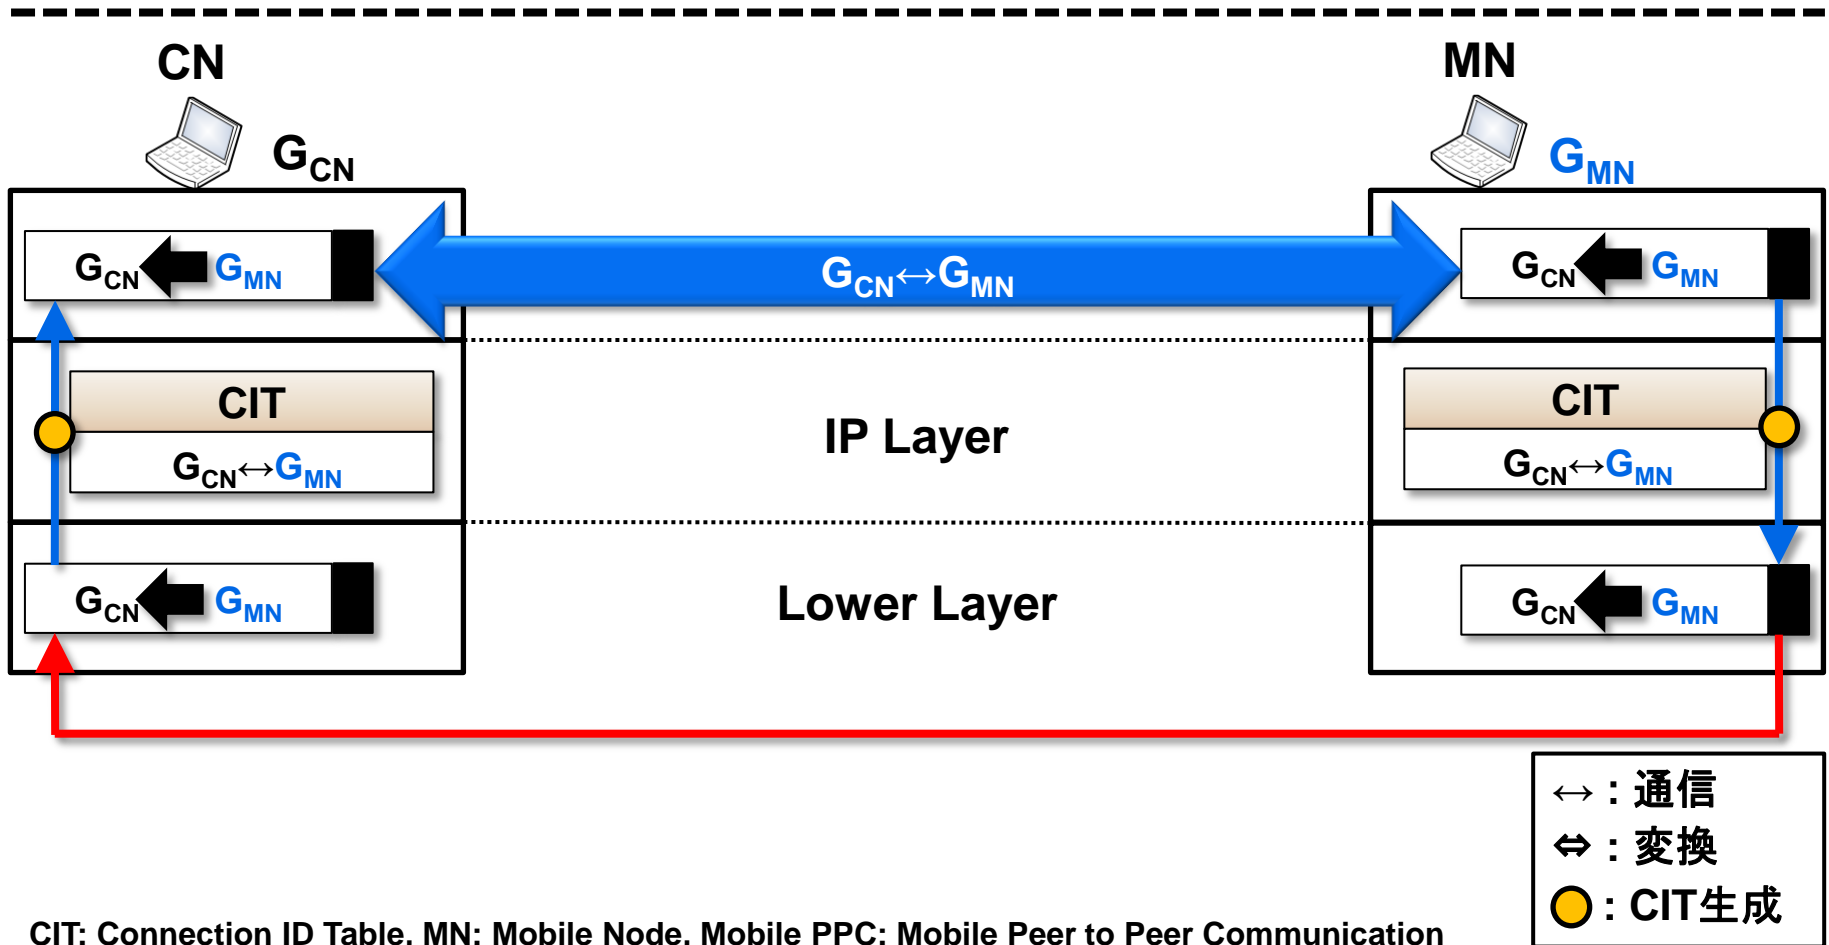 CN
MN
GCN
GMN
GCN GMN
GCN↔GMN
GCN GMN
CIT
GCN↔GMN
IP Layer
CIT
GCN↔GMN
GCN GMN
Lower Layer
GCN GMN
↔ : 通信
⇔ : 変換
: CIT生成
CIT: Connection ID Table, MN: Mobile Node, Mobile PPC: Mobile Peer to Peer Communication